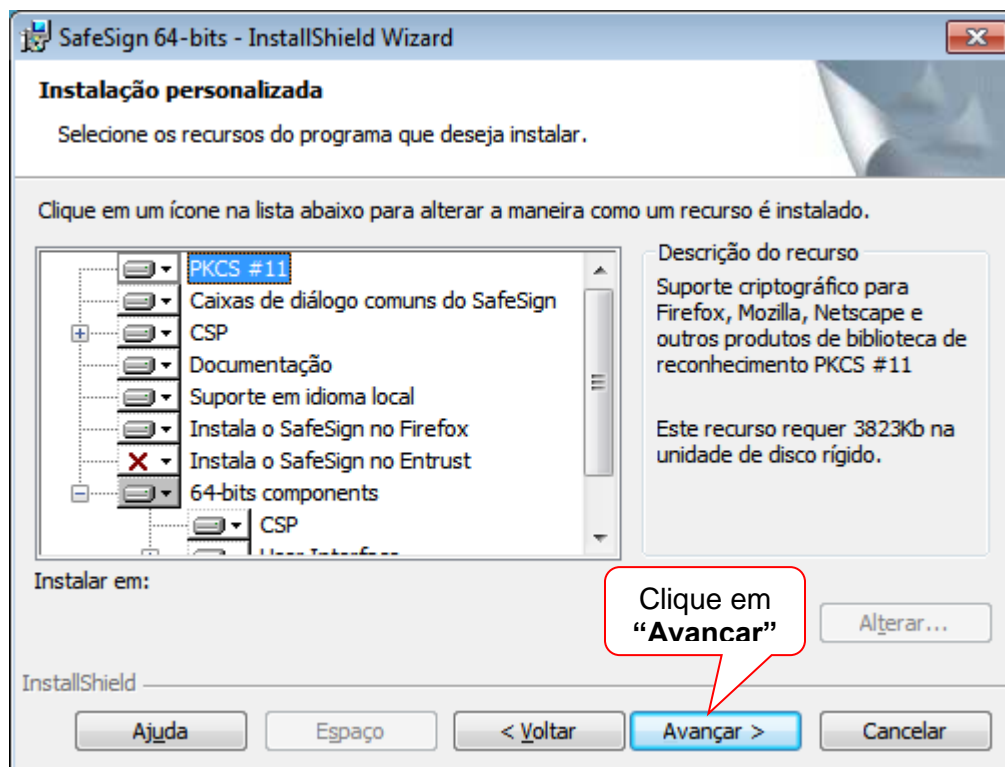 SafeSign 64-bits - InstallShield Wizard
Instalação personalizada
Selecione os recursos do programa que deseja instalar.
Clique em um ícone na lista abaixo para alterar a maneira como um recurso é instalado.
PKCS #11
Caixas de diálogo comuns do SafeSign
CSP
Documentação
Suporte em idioma local
Instala o SafeSign no Firefox
Instala o SafeSign no Entrust
64-bits components
CSP
User Interface
Descrição do recurso
Suporte criptográfico para
Firefox, Mozilla, Netscape e
outros produtos de biblioteca de
reconhecimento PKCS #11
Este recurso requer 3823Kb na
unidade de disco rígido.
Instalar em:
Clique em
“Avançar”
Alterar...
InstallShield
Ajuda
Espaço
< Voltar
Avançar >
Cancelar